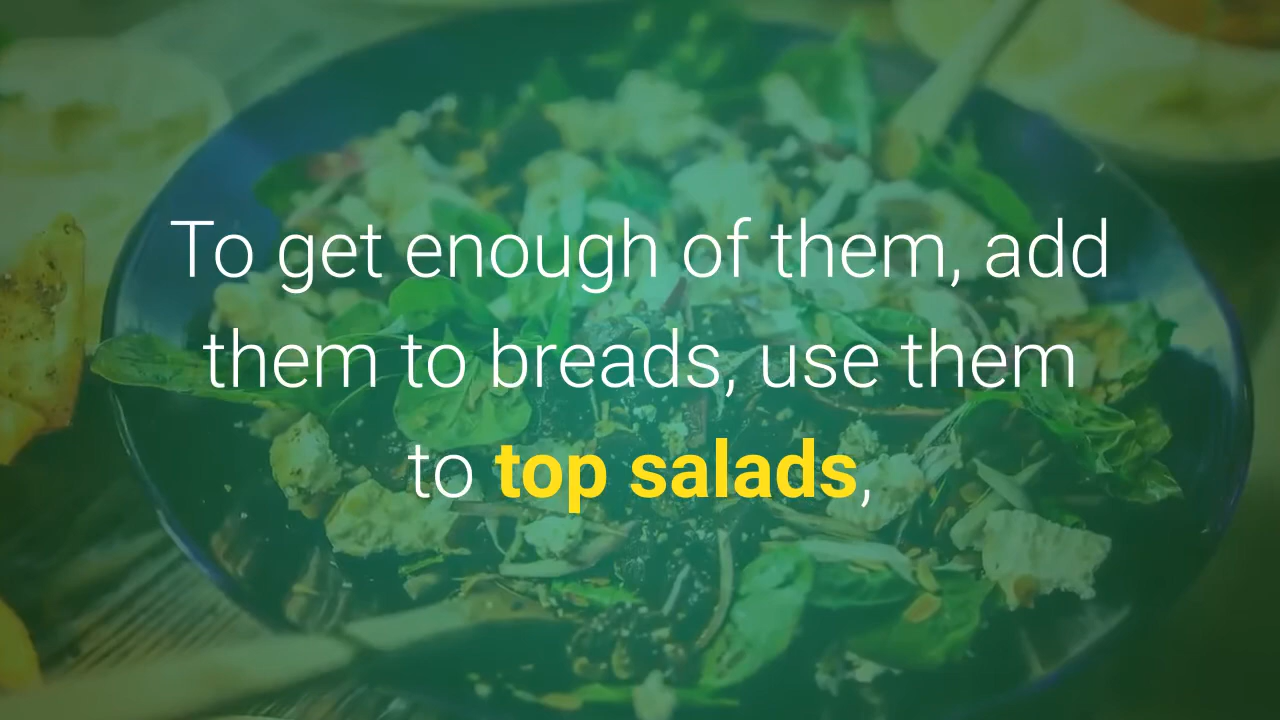 To get enough of them, add
them to breads, use them
to top salads,